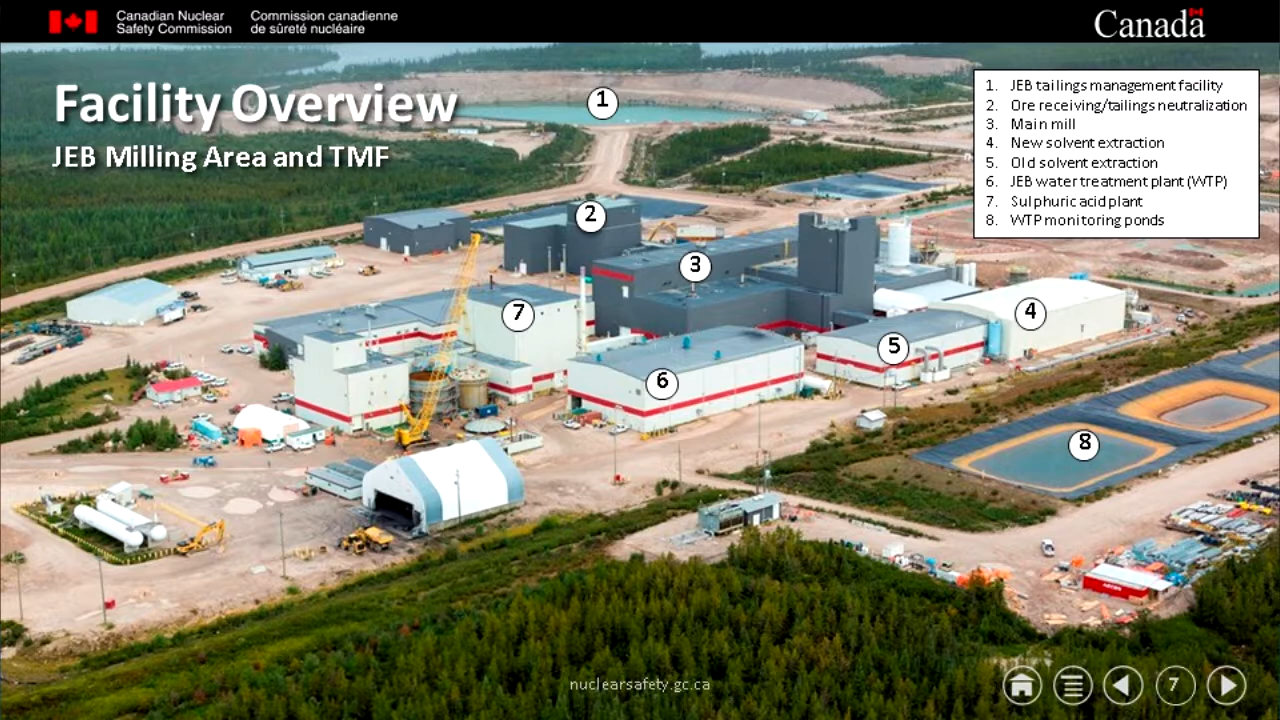 Canadian Nuclear Safety Commission
Commission canadienne de sûreté nucléaire
Canada
Facility Overview
JEB Milling Area and TMF
1. JEB tailings management facility
2. Ore receiving/tailings neutralization
3. Main mill
4. New solvent extraction
5. Old solvent extraction
6. JEB water treatment plant (WTP)
7. Sulphuric acid plant
8. WTP monitoring ponds
1
2
3
7
4
5
6
8
nuclearsafety.gc.ca
7